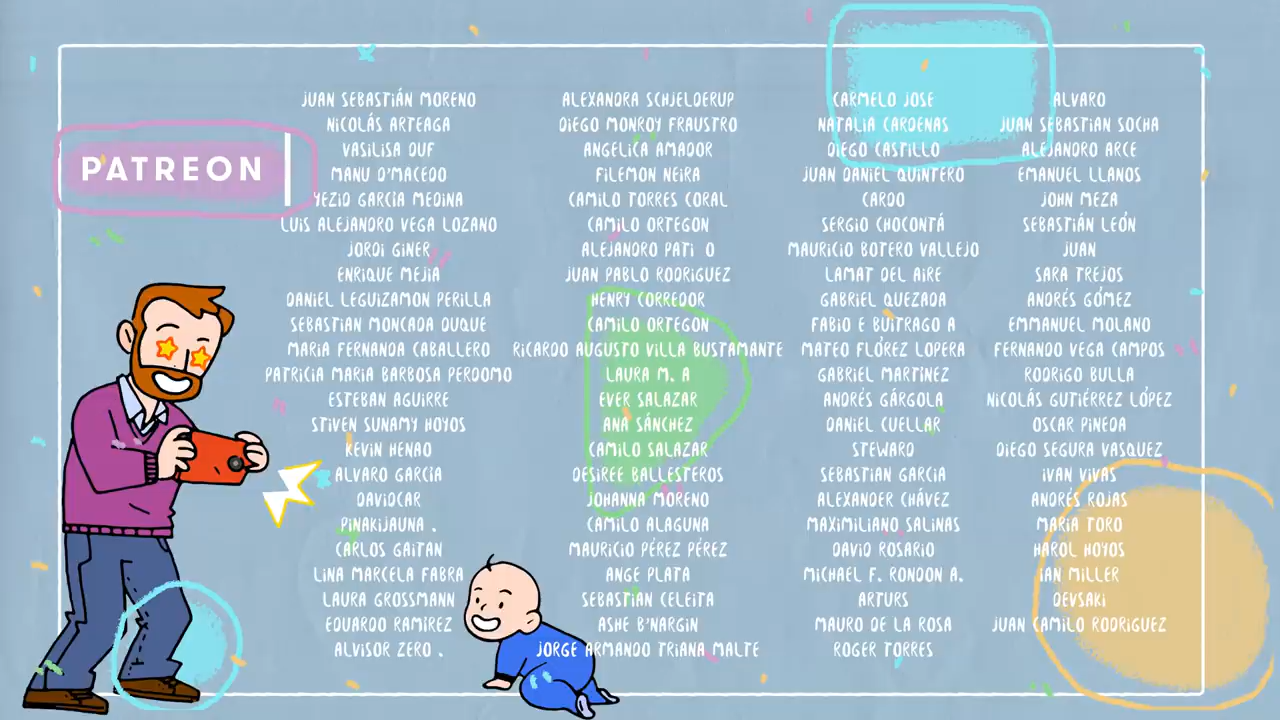 PATREON
JUAN SEBASTIÁN MORENO
NICOLÁS ARTEAGA
VASILISA DUF
MANU D'MACEDO
YEZID GARCÍA MEDINA
LUIS ALEJANDRO VEGA LOZANO
JORDI GINER
ENRIQUE MEJÍA
DANIEL LEGUIZAMON PERILLA
SEBASTIAN MONCADA DUQUE
MARIA FERNANDA CABALLERO
PATRICIA MARIA BARBOSA PERDOMO
ESTEBAN AGUIRRE
STIVEN SUNAMY HOYOS
KEVIN HENAO
ALVARO GARCÍA
DAVIDCAR
PINAKIJAUNA .
CARLOS GAITAN
LINA MARCELA FABRA
LAURA GROSSMANN
EDUARDO RAMIREZ
ALVISOR ZERO .
ALEXANDRA SCHJELDERUP
DIEGO MONROY FRAUSTRO
ANGELICA AMADOR
FILEMON NEIRA
CAMILO TORRES CORAL
CAMILO ORTEGON
ALEJANDRO PATI O
JUAN PABLO RODRIGUEZ
HENRY CORREDOR
CAMILO ORTEGON
RICARDO AUGUSTO VILLA BUSTAMANTE
LAURA M. A
EVER SALAZAR
ANA SÁNCHEZ
CAMILO SALAZAR
DESIREE BALLESTEROS
JOHANNA MORENO
CAMILO ALAGUNA
MAURICIO PÉREZ PÉREZ
ANGE PLATA
SEBASTIAN CELEITA
ASHE B'NARGIN
JORGE ARMANDO TRIANA MALTE
CARMELO JOSE
NATALIA CARDENAS
DIEGO CASTILLO
JUAN DANIEL QUINTERO
CARDO
SERGIO CHOCONTÁ
MAURICIO BOTERO VALLEJO
LAMAT DEL AIRE
GABRIEL QUEZADA
FABIO E BUITRAGO A
MATEO FLÓREZ LOPERA
GABRIEL MARTINEZ
ANDRÉS GÁRGOLA
DANIEL CUELLAR
STEWARD
SEBASTIAN GARCIA
ALEXANDER CHÁVEZ
MAXIMILIANO SALINAS
DAVID ROSARIO
MICHAEL F. RONDON A.
ARTURS
MAURO DE LA ROSA
ROGER TORRES
ALVARO
JUAN SEBASTIAN SOCHA
ALEJANDRO ARCE
EMANUEL LLANOS
JOHN MEZA
SEBASTIÁN LEÓN
JUAN
SARA TREJOS
ANDRÉS GÓMEZ
EMMANUEL MOLANO
FERNANDO VEGA CAMPOS
RODRIGO BULLA
NICOLÁS GUTIÉRREZ LÓPEZ
OSCAR PINEDA
DIEGO SEGURA VASQUEZ
IVAN VIVAS
ANDRÉS ROJAS
MARIA TORO
HAROL HOYOS
IAN MILLER
DEVSAKI
JUAN CAMILO RODRIGUEZ